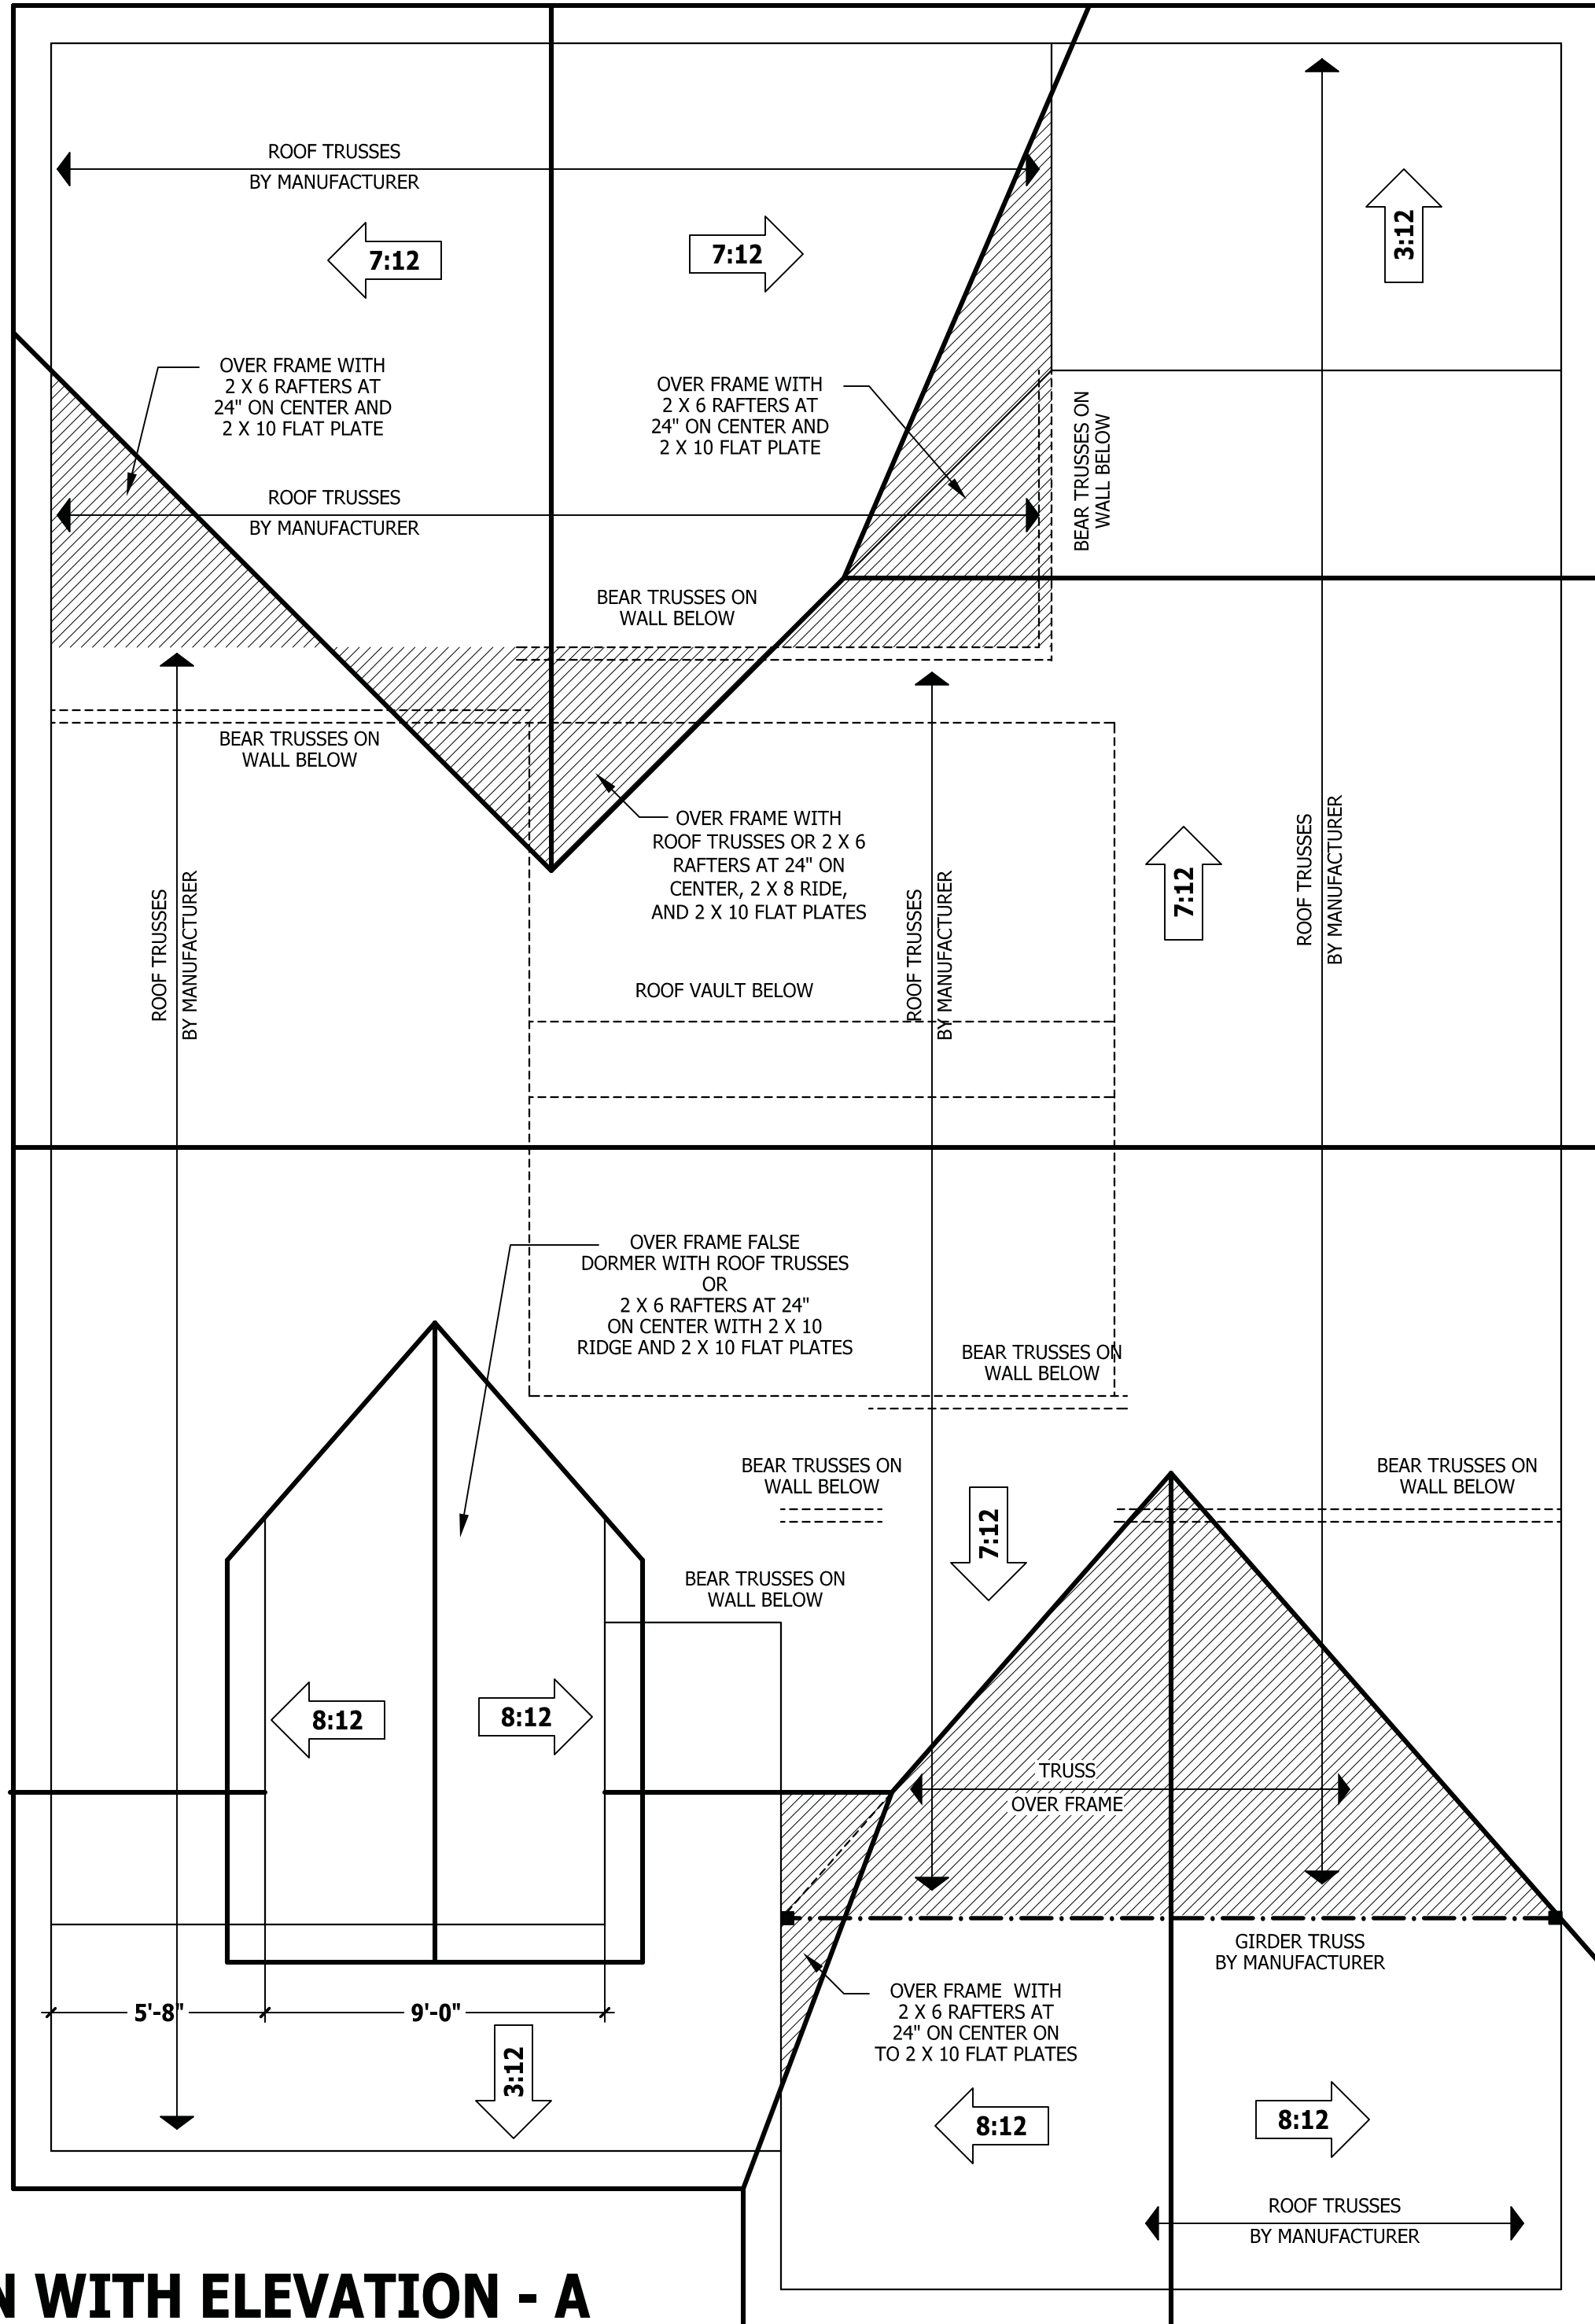 ROOF TRUSSES
BY MANUFACTURER
7:12
7:12
3:12
OVER FRAME WITH
2 X 6 RAFTERS AT
24" ON CENTER AND
2 X 10 FLAT PLATE
OVER FRAME WITH
2 X 6 RAFTERS AT
24" ON CENTER AND
2 X 10 FLAT PLATE
BEAR TRUSSES ON
WALL BELOW
ROOF TRUSSES
BY MANUFACTURER
BEAR TRUSSES ON
WALL BELOW
BEAR TRUSSES ON
WALL BELOW
OVER FRAME WITH
ROOF TRUSSES OR 2 X 6
RAFTERS AT 24" ON
CENTER, 2 X 8 RIDE,
AND 2 X 10 FLAT PLATES
ROOF TRUSSES
BY MANUFACTURER
ROOF TRUSSES
BY MANUFACTURER
7:12
ROOF TRUSSES
BY MANUFACTURER
ROOF VAULT BELOW
OVER FRAME FALSE
DORMER WITH ROOF TRUSSES
OR
2 X 6 RAFTERS AT 24"
ON CENTER WITH 2 X 10
RIDGE AND 2 X 10 FLAT PLATES
BEAR TRUSSES ON
WALL BELOW
BEAR TRUSSES ON
WALL BELOW
BEAR TRUSSES ON
WALL BELOW
7:12
BEAR TRUSSES ON
WALL BELOW
8:12
8:12
TRUSS
OVER FRAME
GIRDER TRUSS
BY MANUFACTURER
OVER FRAME WITH
2 X 6 RAFTERS AT
24" ON CENTER ON
TO 2 X 10 FLAT PLATES
5'-8"
9'-0"
3:12
8:12
8:12
ROOF TRUSSES
BY MANUFACTURER
N WITH ELEVATION - A